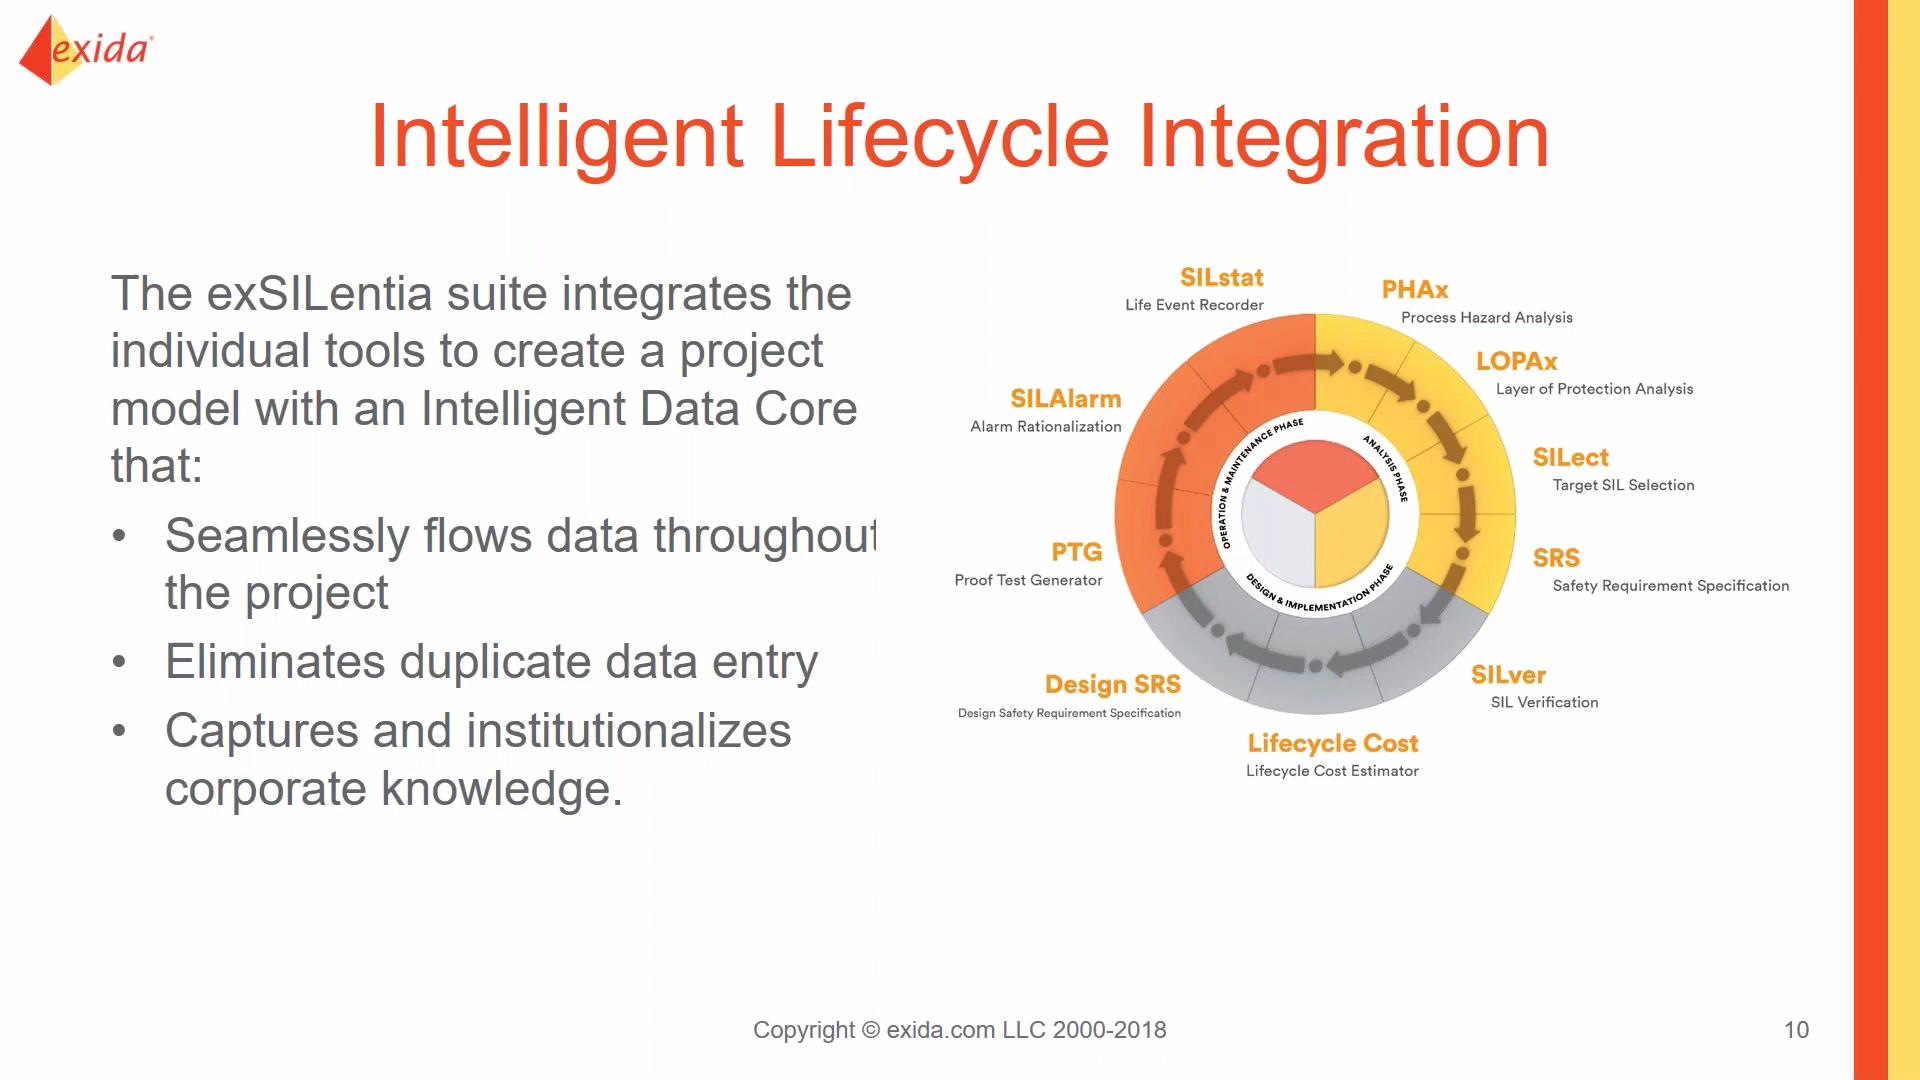 exida
Intelligent Lifecycle Integration
The exSILentia suite integrates the
individual tools to create a project
model with an Intelligent Data Core
that:
• Seamlessly flows data throughout
the project
• Eliminates duplicate data entry
• Captures and institutionalizes
corporate knowledge.
SILstat
Life Event Recorder
PHAx
Process Hazard Analysis
LOPAx
Layer of Protection Analysis
SILect
Target SIL Selection
SRS
Safety Requirement Specification
SILver
SIL Verification
Lifecycle Cost
Lifecycle Cost Estimator
Design SRS
Design Safety Requirement Specification
PTG
Proof Test Generator
SILAlarm
Alarm Rationalization
OPERATION & MAINTENANCE PHASE
ANALYSIS PHASE
DESIGN & IMPLEMENTATION PHASE
Copyright © exida.com LLC 2000-2018
10